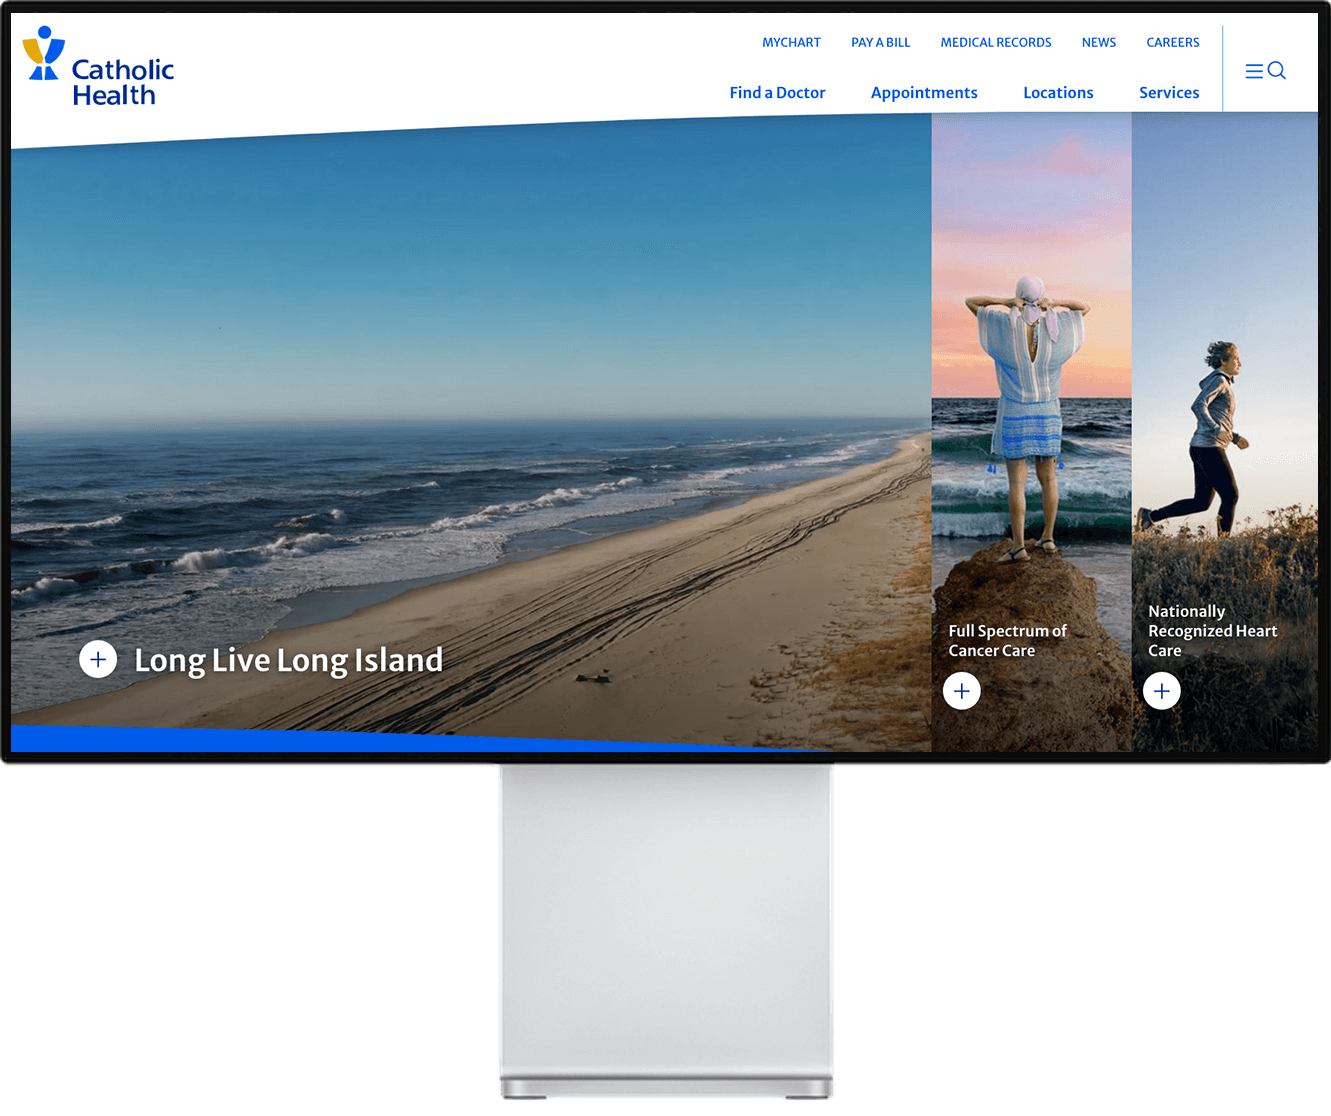 Catholic
Health
MYCHART
PAY A BILL
MEDICAL RECORDS
NEWS
CAREERS
Find a Doctor
Appointments
Locations
Services
Long Live Long Island
Full Spectrum of
Cancer Care
Nationally
Recognized Heart
Care